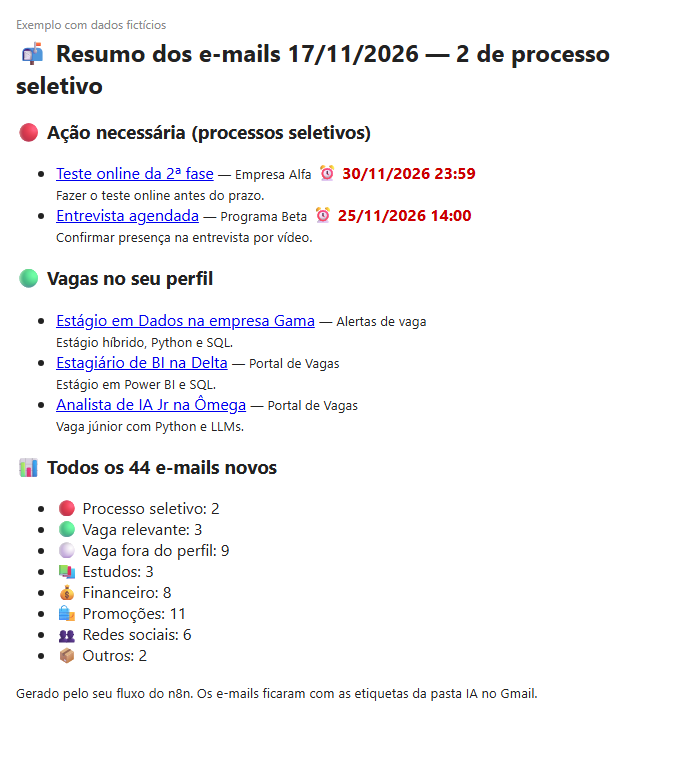 Exemplo com dados fictícios
📬 Resumo dos e-mails 17/11/2026 — 2 de processo
seletivo
🔴 Ação necessária (processos seletivos)
• Teste online da 2ª fase — Empresa Alfa ⏰ 30/11/2026 23:59
Fazer o teste online antes do prazo.
• Entrevista agendada — Programa Beta ⏰ 25/11/2026 14:00
Confirmar presença na entrevista por vídeo.
🟢 Vagas no seu perfil
• Estágio em Dados na empresa Gama — Alertas de vaga
Estágio híbrido, Python e SQL.
• Estagiário de BI na Delta — Portal de Vagas
Estágio em Power BI e SQL.
• Analista de IA Jr na Ômega — Portal de Vagas
Vaga júnior com Python e LLMs.
📊 Todos os 44 e-mails novos
• 🔴 Processo seletivo: 2
• 🟢 Vaga relevante: 3
• ⚪ Vaga fora do perfil: 9
• 📚 Estudos: 3
• 💰 Financeiro: 8
• 🛍️ Promoções: 11
• 👥 Redes sociais: 6
• 📦 Outros: 2
Gerado pelo seu fluxo do n8n. Os e-mails ficaram com as etiquetas da pasta IA no Gmail.